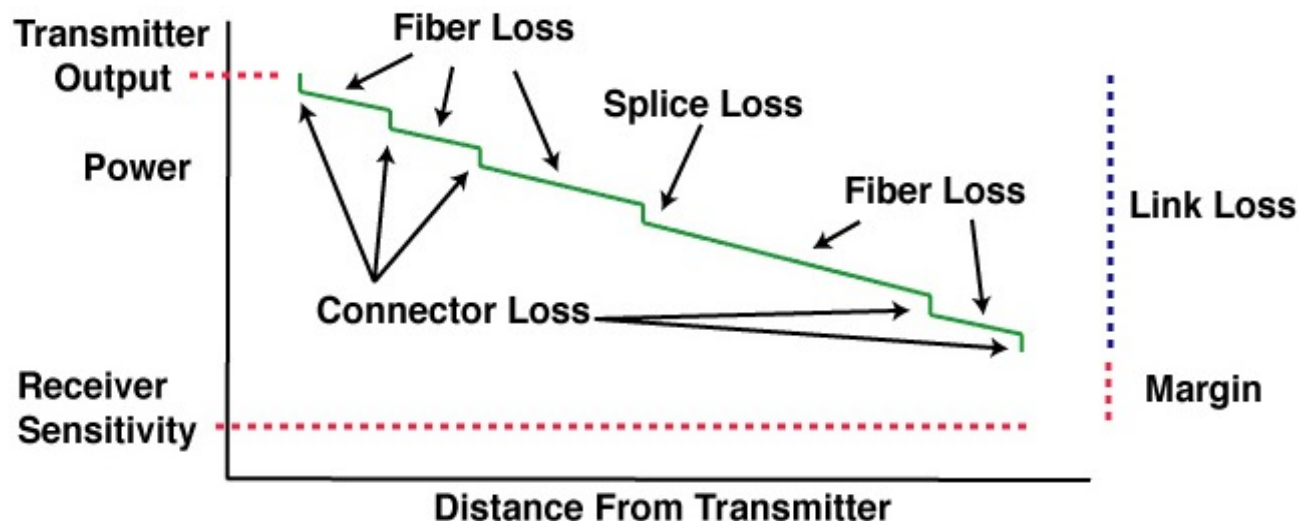 Transmitter
Output
Fiber Loss
Splice Loss
Power
Fiber Loss
Link Loss
Connector Loss
Receiver
Sensitivity
Margin
Distance From Transmitter